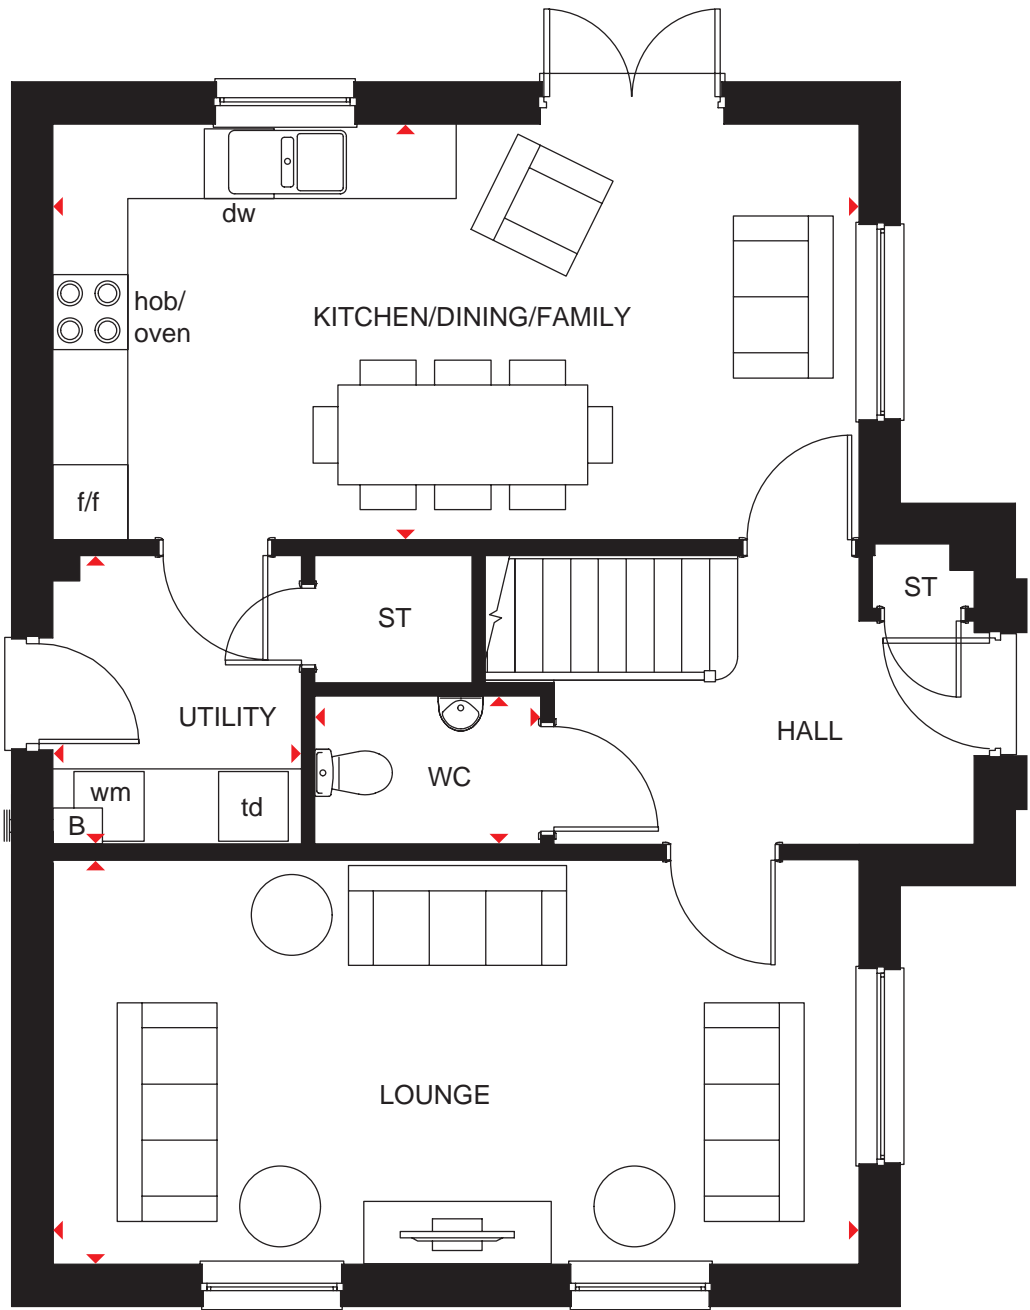 dw
hob/
oven
KITCHEN/DINING/FAMILY
f/f
ST
ST
UTILITY
HALL
WC
wm
td
B
LOUNGE